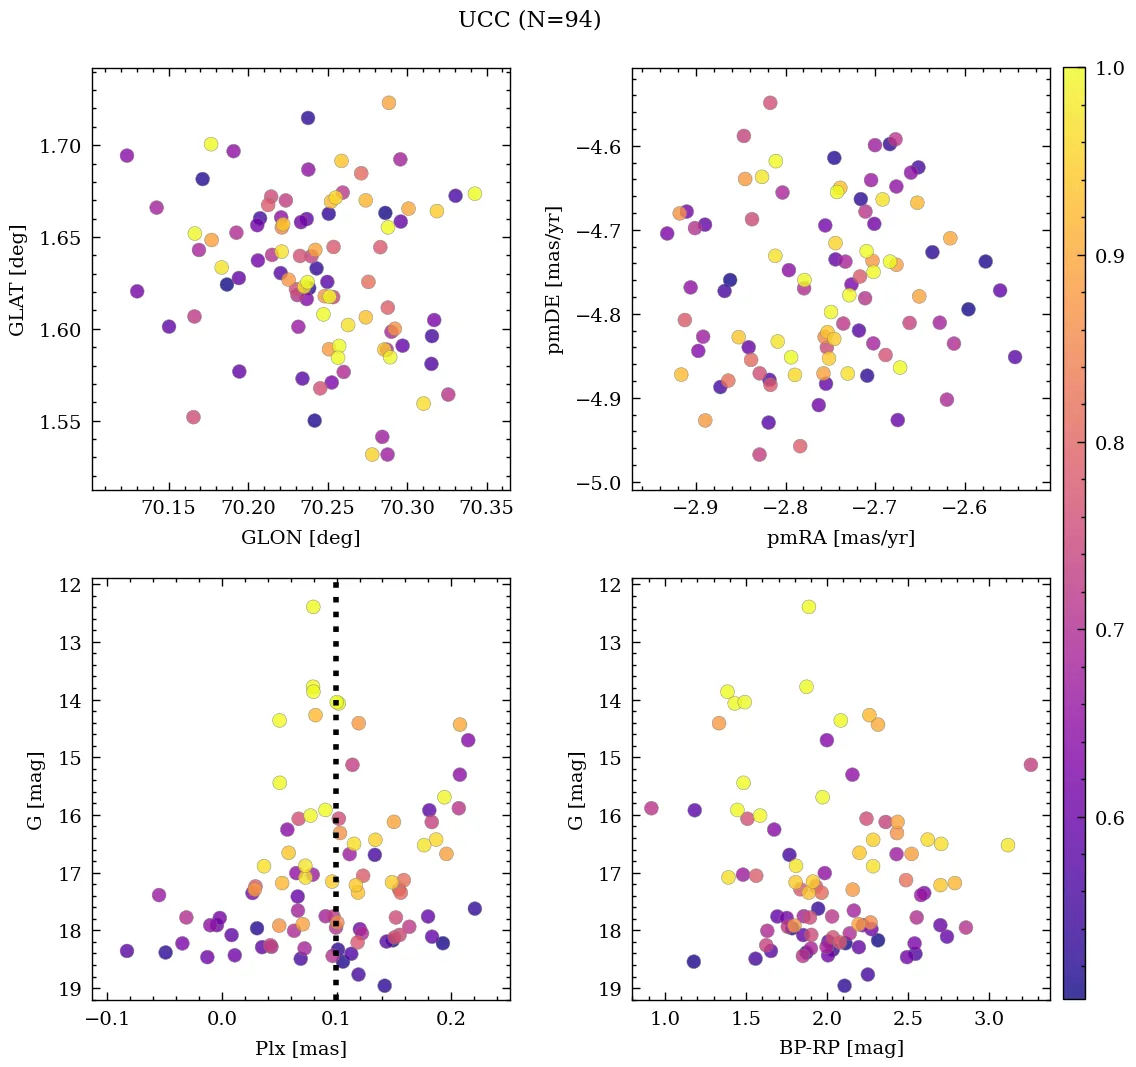 UCC (N=94)
1.70
1.65
1.60
1.55
GLAT [deg]
70.15 70.20 70.25 70.30 70.35
GLON [deg]
−4.6
−4.7
−4.8
−4.9
−5.0
pmDE [mas/yr]
−2.9 −2.8 −2.7 −2.6
pmRA [mas/yr]
1.0
0.9
0.8
0.7
0.6
12
13
14
15
16
17
18
19
G [mag]
−0.1 0.0 0.1 0.2
Plx [mas]
12
13
14
15
16
17
18
19
G [mag]
1.0 1.5 2.0 2.5 3.0
BP-RP [mag]